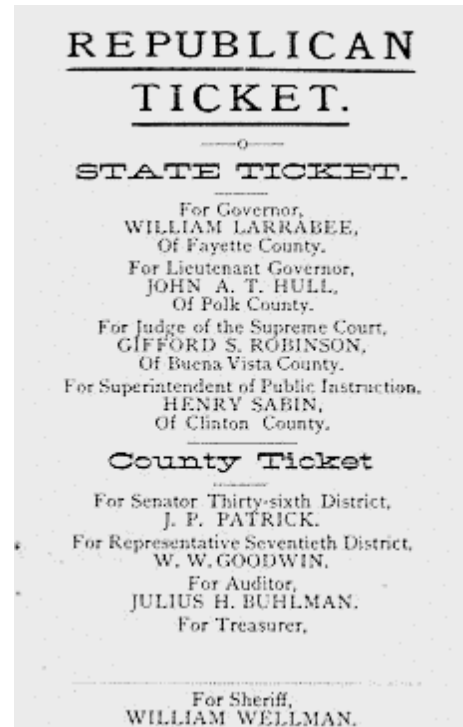 REPUBLICAN
TICKET.
STATE TICKET.
For Governor,
WILLIAM LARRABEE,
Of Fayette County.
For Lieutenant Governor,
JOHN A. T. HULL,
Of Polk County.
For Judge of the Supreme Court,
GIFFORD S. ROBINSON,
Of Buena Vista County.
For Superintendent of Public Instruction,
HENRY SABIN,
Of Clinton County.
County Ticket
For Senator Thirty-sixth District,
J. P. PATRICK.
For Representative Seventieth District,
W. W. GOODWIN.
For Auditor,
JULIUS H. BUHLMAN.
For Treasurer,
For Sheriff,
WILLIAM WELLMAN.